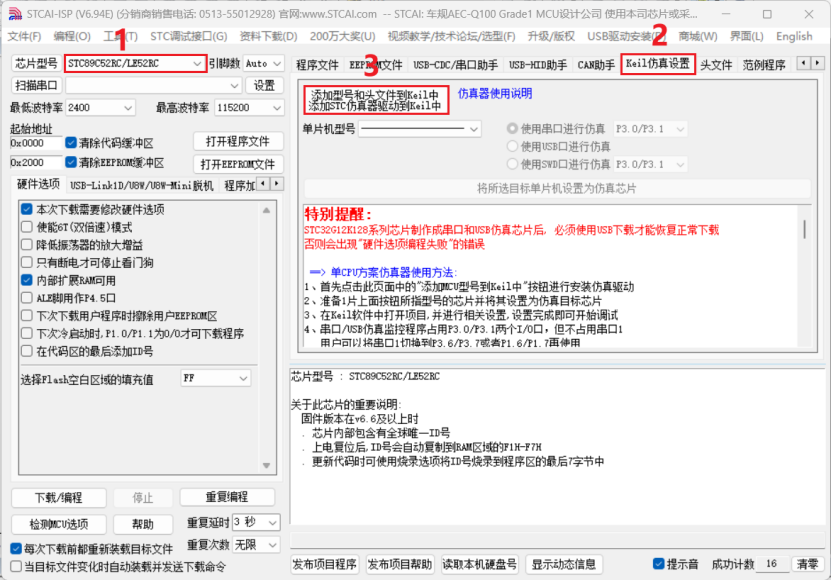 STCAI-ISP (V6.94E) (分销商销售电话: 0513-55012928) 官网:www.STCAI.com -- STCAI: 车规AEC-Q100 Grade1 MCU设计公司 使用本司芯片或采...
文件(F) 编程(O) 工具(T) STC调试接口(G) 资料下载(D) 200万大奖(U) 视频教学/技术论坛/选型(F) 升级/版权 USB驱动安装(E) 商城(W) 界面(L) English
1
2
3
芯片型号 STC89C52RC/LE52RC 引脚数 Auto
扫描串口 设置
最低波特率 2400 最高波特率 115200
起始地址
0x0000 清除代码缓冲区 打开程序文件
0x2000 清除EEPROM缓冲区 打开EEPROM文件
硬件选项 USB-Link1D/U8W/U8W-Mini脱机 程序加
本次下载需要修改硬件选项
使能6T(双倍速)模式
降低振荡器的放大增益
只有断电才可停止看门狗
内部扩展RAM可用
ALE脚用作P4.5口
下次下载用户程序时擦除用户EEPROM区
下次冷启动时,P1.0/P1.1为0/0才可下载程序
在代码区的最后添加ID号
选择Flash空白区域的填充值 FF
下载/编程 停止 重复编程
检测MCU选项 帮助 重复延时 3 秒
重复次数 无限
每次下载前都重新装载目标文件
当目标文件变化时自动装载并发送下载命令
程序文件 EEPROM文件 USB-CDC/串口助手 USB-HID助手 CAN助手 Keil仿真设置 头文件 范例程序
添加型号和头文件到Keil中
添加STC仿真器驱动到Keil中
仿真器使用说明
单片机型号 使用串口进行仿真 P3.0/P3.1
使用USB口进行仿真
使用SWD口进行仿真 P3.0/P3.1
将所选目标单片机设置为仿真芯片
特别提醒:
STC32G12K128系列芯片制作成串口和USB仿真芯片后, 必须使用USB下载才能恢复正常下载
否则会出现"硬件选项编程失败"的错误
==> 单CPU方案仿真器使用方法:
1、首先点击此页面中的"添加MCU型号到Keil中"按钮进行安装仿真驱动
2、准备1片上面按钮所指型号的芯片并将其设置为仿真目标芯片
3、在Keil软件中打开项目,并进行相关设置,设置完成即可开始调试
4、串口/USB仿真监控程序占用P3.0/P3.1两个I/O口, 但不占用串口1
用户可以将串口1切换到P3.6/P3.7或者P1.6/P1.7再使用
芯片型号 : STC89C52RC/LE52RC
关于此芯片的重要说明:
固件版本在v6.6及以上时
. 芯片内部包含有全球唯一ID号
. 上电复位后,ID号会自动复制到RAM区域的F1H-F7H
. 更新代码时可使用烧录选项将ID号烧录到程序区的最后7字节中
发布项目程序 发布项目帮助 读取本机硬盘号 显示动态信息 提示音 成功计数 16 清零